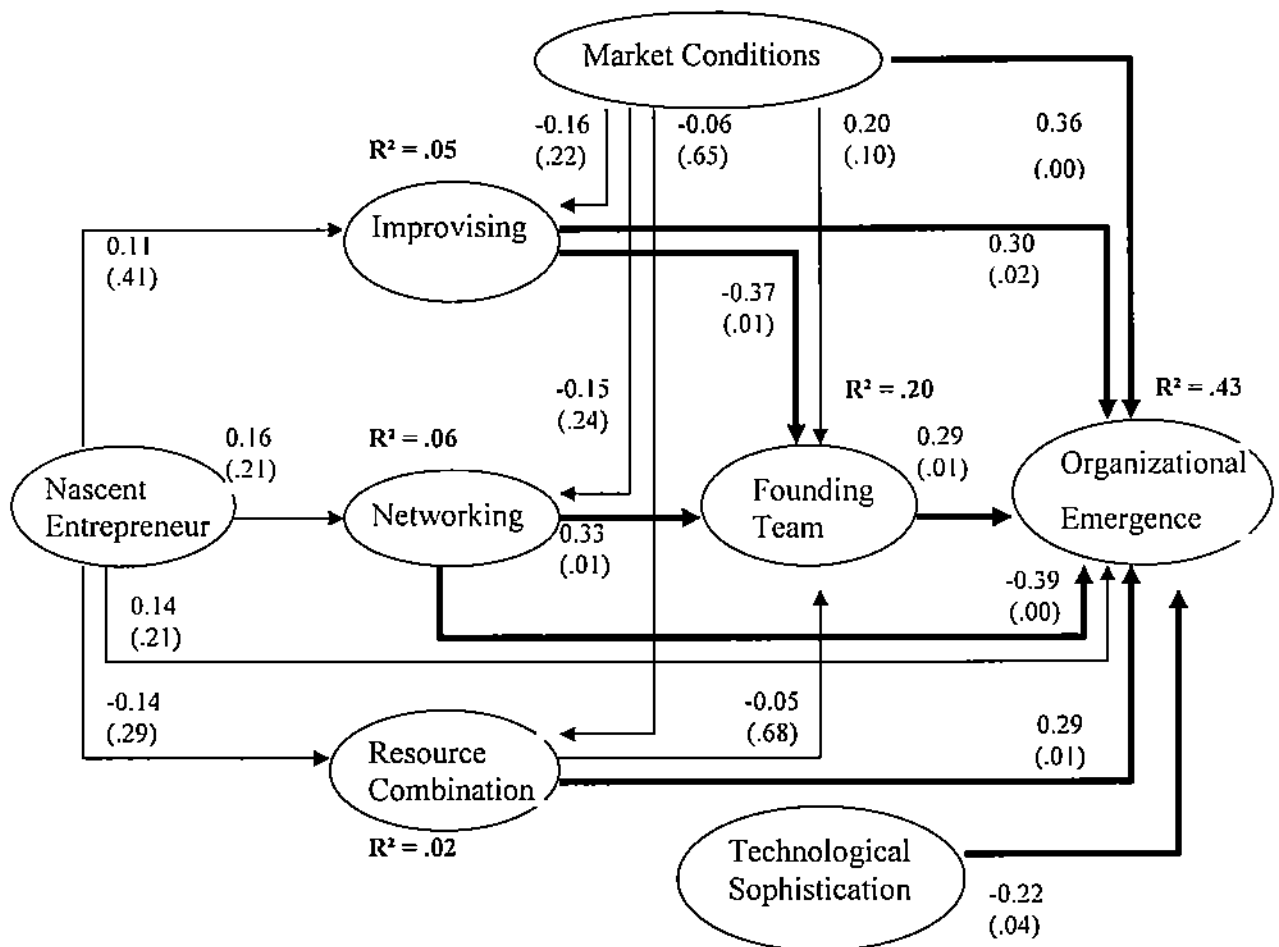 Market Conditions
-0.16
(.22)
-0.06
(.65)
0.20
(.10)
0.36
(.00)
R² = .05
Improvising
0.11
(.41)
0.30
(.02)
-0.37
(.01)
-0.15
(.24)
R² = .20
R² = .43
0.16
(.21)
R² = .06
0.29
(.01)
Nascent
Entrepreneur
Networking
0.33
(.01)
Founding
Team
Organizational
Emergence
0.14
(.21)
-0.39
(.00)
-0.14
(.29)
-0.05
(.68)
0.29
(.01)
Resource
Combination
R² = .02
Technological
Sophistication
-0.22
(.04)